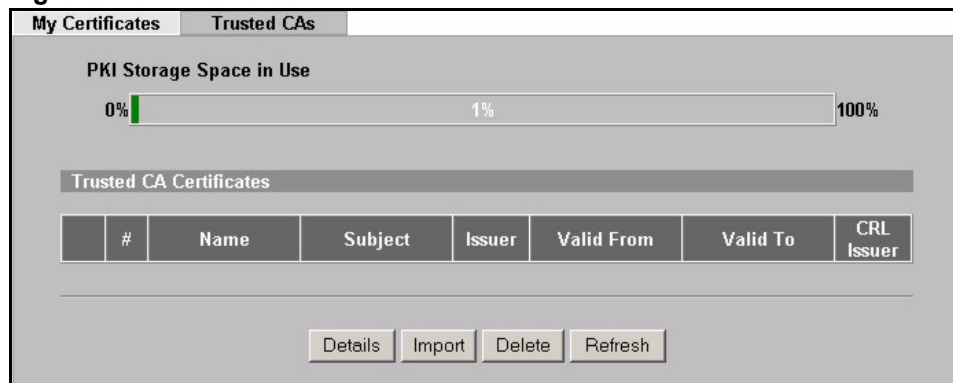 My Certificates Trusted CAs
PKI Storage Space in Use
0% 1% 100%
Trusted CA Certificates
# Name Subject Issuer Valid From Valid To CRL Issuer
Details Import Delete Refresh